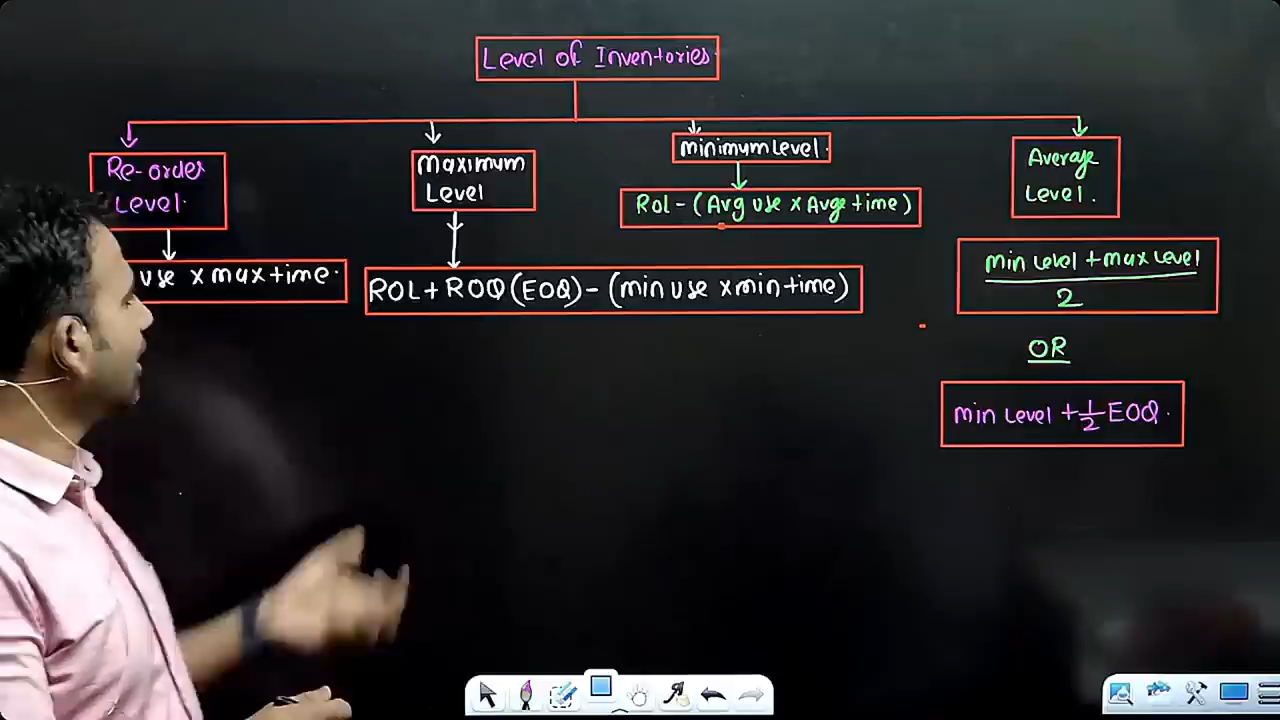 Level of Inventories
Re-order
Level.
use x max time.
Maximum
Level
ROL + ROQ (EOQ) - (min use x min time)
minimum Level.
Rol - (Avg use x Avge time)
Average
Level.
min Level + max Level
2
OR
min Level + 1/2 EOQ.